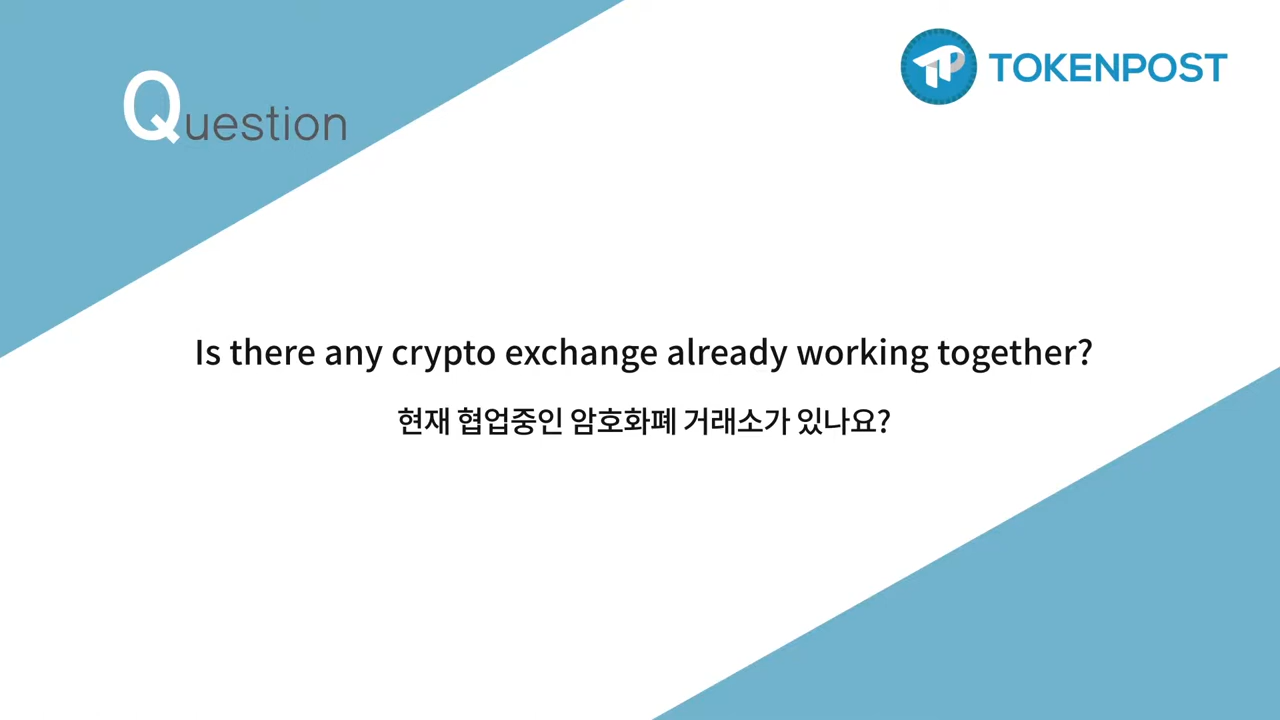 Question
TOKENPOST
Is there any crypto exchange already working together?
현재 협업중인 암호화폐 거래소가 있나요?